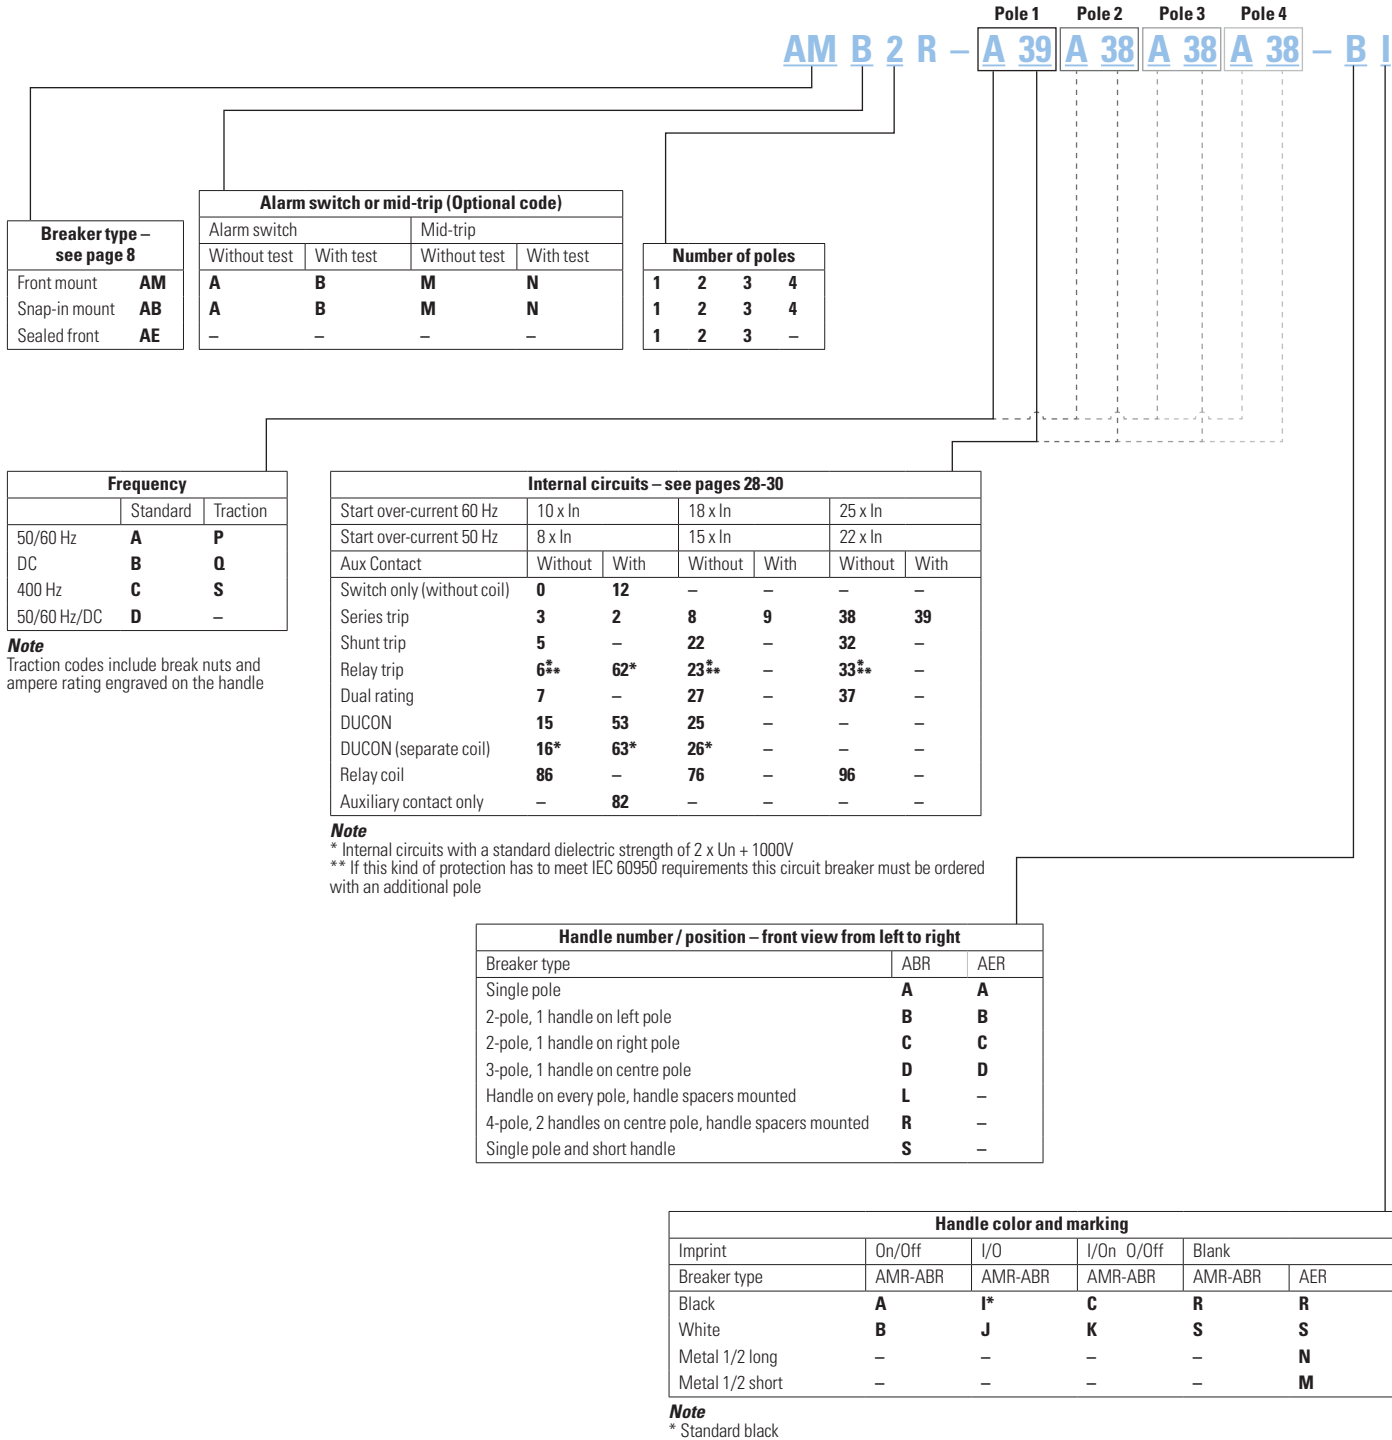 Pole 1 Pole 2 Pole 3 Pole 4
AM B 2 R – A 39 A 38 A 38 A 38 – B I
Alarm switch or mid-trip (Optional code)
Alarm switch Mid-trip
Without test With test Without test With test
A B M N
A B M N
– – – –
Breaker type –
see page 8
Front mount AM
Snap-in mount AB
Sealed front AE
Number of poles
1 2 3 4
1 2 3 4
1 2 3 –
Frequency
Standard Traction
50/60 Hz A P
DC B Q
400 Hz C S
50/60 Hz/DC D –
Note
Traction codes include break nuts and
ampere rating engraved on the handle
Internal circuits – see pages 28-30
Start over-current 60 Hz 10 x In 18 x In 25 x In
Start over-current 50 Hz 8 x In 15 x In 22 x In
Aux Contact Without With Without With Without With
Switch only (without coil) 0 12 – – – –
Series trip 3 2 8 9 38 39
Shunt trip 5 – 22 – 32 –
Relay trip 6*** 62* 23*** – 33*** –
Dual rating 7 – 27 – 37 –
DUCON 15 53 25 – – –
DUCON (separate coil) 16* 63* 26* – – –
Relay coil 86 – 76 – 96 –
Auxiliary contact only – 82 – – – –
Note
* Internal circuits with a standard dielectric strength of 2 x Un + 1000V
** If this kind of protection has to meet IEC 60950 requirements this circuit breaker must be ordered
with an additional pole
Handle number / position – front view from left to right
Breaker type ABR AER
Single pole A A
2-pole, 1 handle on left pole B B
2-pole, 1 handle on right pole C C
3-pole, 1 handle on centre pole D D
Handle on every pole, handle spacers mounted L –
4-pole, 2 handles on centre pole, handle spacers mounted R –
Single pole and short handle S –
Handle color and marking
Imprint On/Off I/O I/On O/Off Blank
Breaker type AMR-ABR AMR-ABR AMR-ABR AMR-ABR AER
Black A I* C R R
White B J K S S
Metal 1/2 long – – – – N
Metal 1/2 short – – – – M
Note
* Standard black